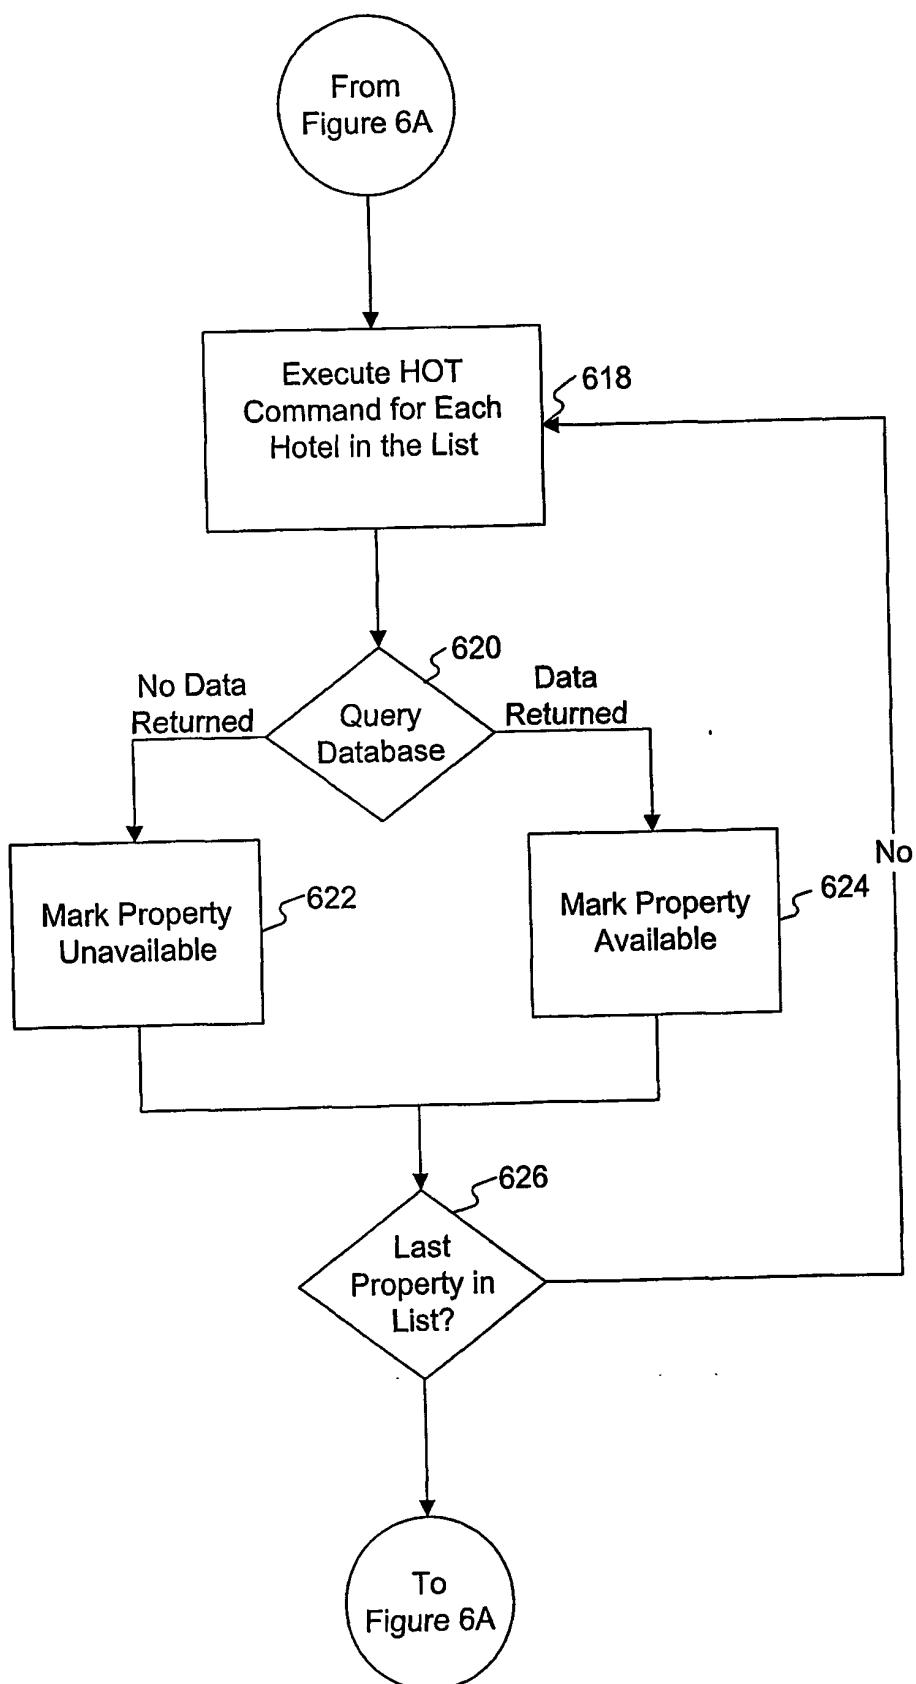 From
Figure 6A
Execute HOT
Command for Each
Hotel in the List
618
620
No Data
Returned
Data
Returned
Query
Database
No
Mark Property
Unavailable
622
Mark Property
Available
624
626
Last
Property in
List?
To
Figure 6A